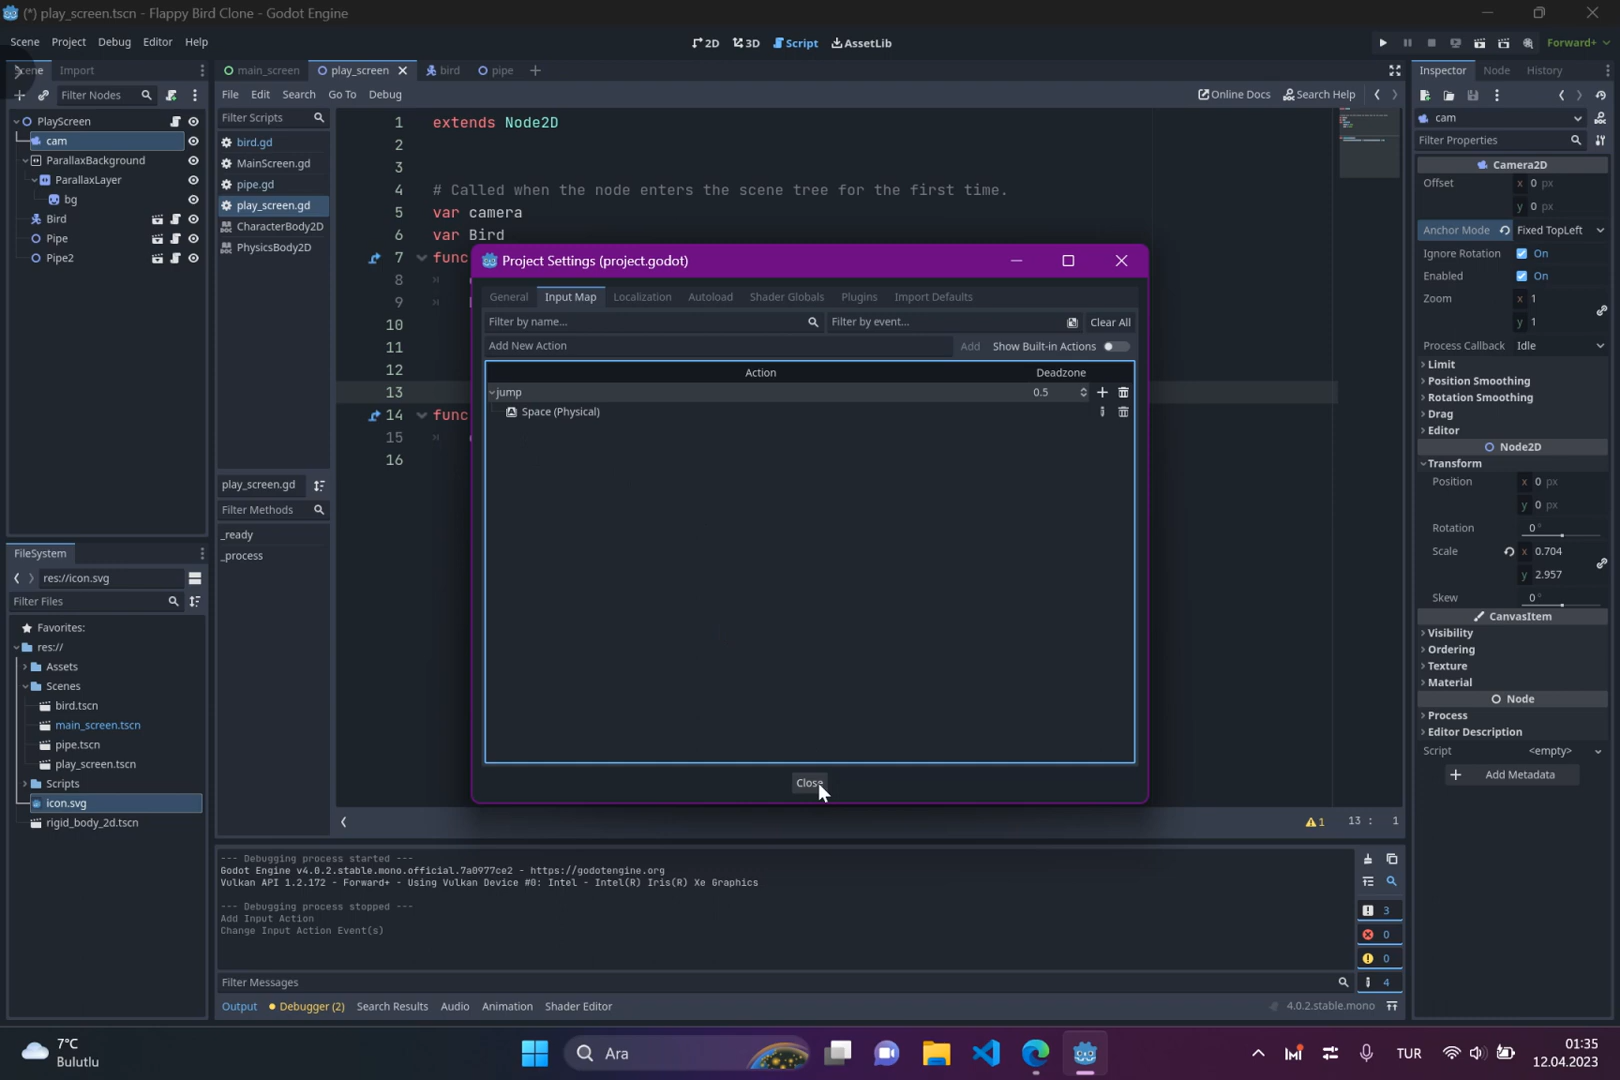 (*) play_screen.tscn - Flappy Bird Clone - Godot Engine
Scene Project Debug Editor Help
2D 3D Script AssetLib
Forward+
Scene Import
main_screen play_screen bird pipe
Inspector Node History
Filter Nodes
File Edit Search Go To Debug
Online Docs Search Help
Filter Scripts
bird.gd
MainScreen.gd
pipe.gd
play_screen.gd
CharacterBody2D
PhysicsBody2D
PlayScreen
cam
ParallaxBackground
ParallaxLayer
bg
Bird
Pipe
Pipe2
1 extends Node2D
2
3
4 # Called when the node enters the scene tree for the first time.
5 var camera
6 var Bird
7 func
8
9
10
11
12
13
14 func
15
16
Project Settings (project.godot)
General Input Map Localization Autoload Shader Globals Plugins Import Defaults
Filter by name... Filter by event... Clear All
Add New Action Add Show Built-in Actions
Action Deadzone
jump 0.5
Space (Physical)
Close
play_screen.gd
Filter Methods
_ready
_process
FileSystem
res://icon.svg
Filter Files
Favorites:
res://
Assets
Scenes
bird.tscn
main_screen.tscn
pipe.tscn
play_screen.tscn
Scripts
icon.svg
rigid_body_2d.tscn
cam
Filter Properties
Camera2D
Offset x 0 px
y 0 px
Anchor Mode Fixed TopLeft
Ignore Rotation On
Enabled On
Zoom x 1
y 1
Process Callback Idle
Limit
Position Smoothing
Rotation Smoothing
Drag
Editor
Node2D
Transform
Position x 0 px
y 0 px
Rotation 0 °
Scale x 0.704
y 2.957
Skew 0 °
CanvasItem
Visibility
Ordering
Texture
Material
Node
Process
Editor Description
Script <empty>
Add Metadata
1 13 : 1
--- Debugging process started ---
Godot Engine v4.0.2.stable.mono.official.7a0977ce2 - https://godotengine.org
Vulkan API 1.2.172 - Forward+ - Using Vulkan Device #0: Intel - Intel(R) Iris(R) Xe Graphics
--- Debugging process stopped ---
Add Input Action
Change Input Action Event(s)
3
0
0
4
Filter Messages
Output Debugger (2) Search Results Audio Animation Shader Editor
4.0.2.stable.mono
7°C
Bulutlu
Ara
TUR
01:35
12.04.2023